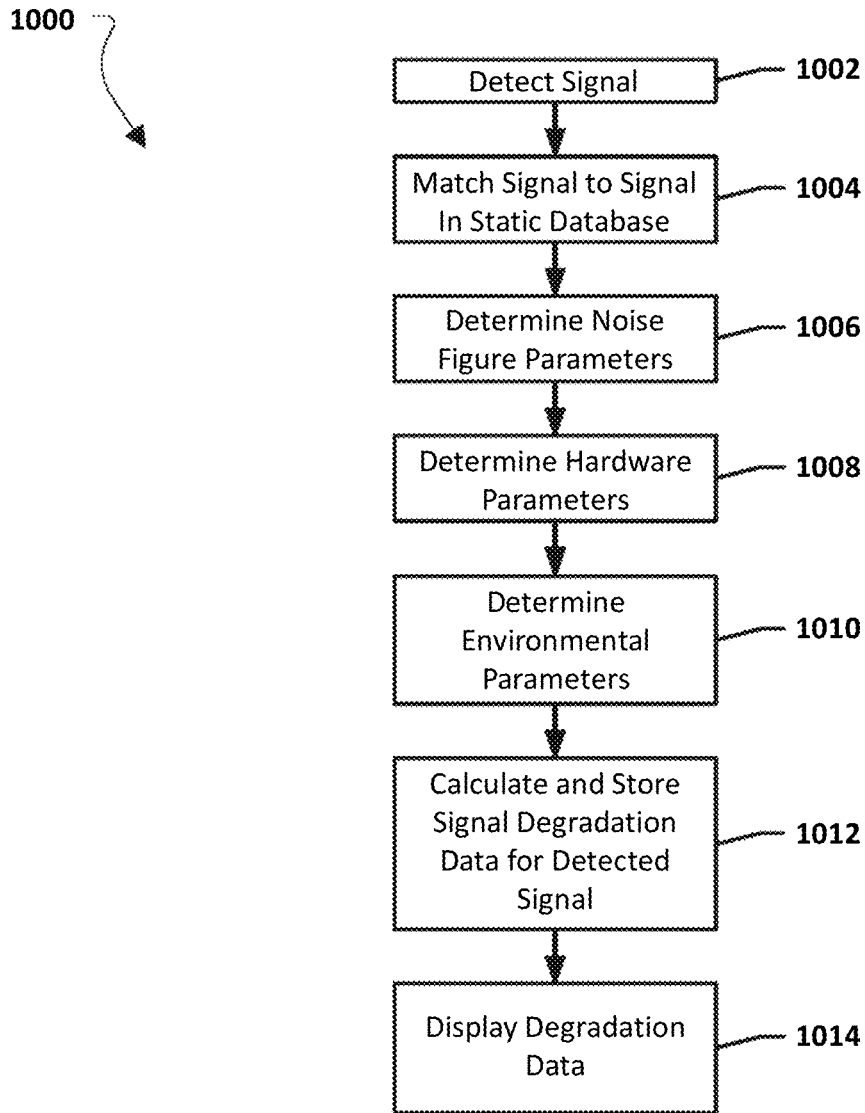 1000
Detect Signal
1002
Match Signal to Signal
In Static Database
1004
Determine Noise
Figure Parameters
1006
Determine Hardware
Parameters
1008
Determine
Environmental
Parameters
1010
Calculate and Store
Signal Degradation
Data for Detected
Signal
1012
Display Degradation
Data
1014